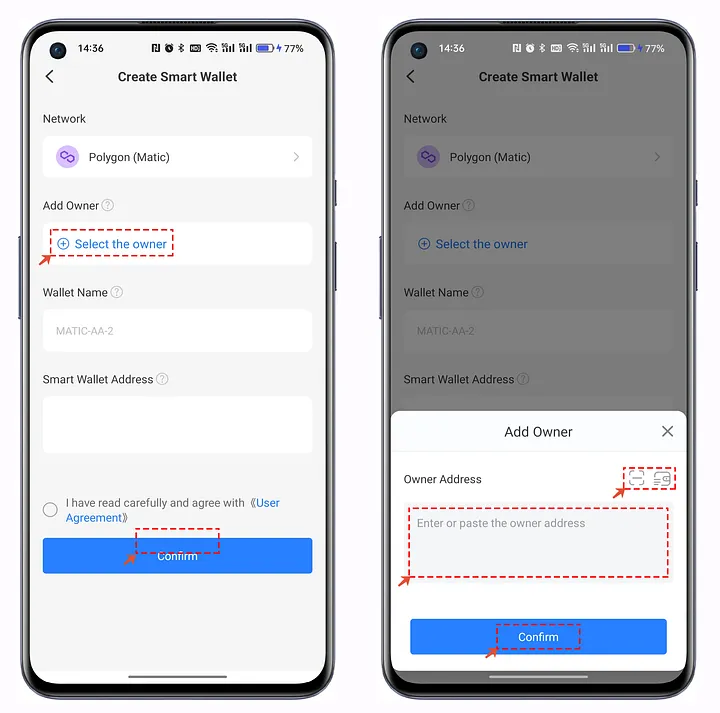 14:36
77%
Create Smart Wallet
Network
Polygon (Matic)
Add Owner
Select the owner
Wallet Name
MATIC-AA-2
Smart Wallet Address
I have read carefully and agree with 《User
Agreement》
Confirm
14:36
77%
Create Smart Wallet
Network
Polygon (Matic)
Add Owner
Select the owner
Wallet Name
MATIC-AA-2
Smart Wallet Address
Add Owner
Owner Address
Enter or paste the owner address
Confirm